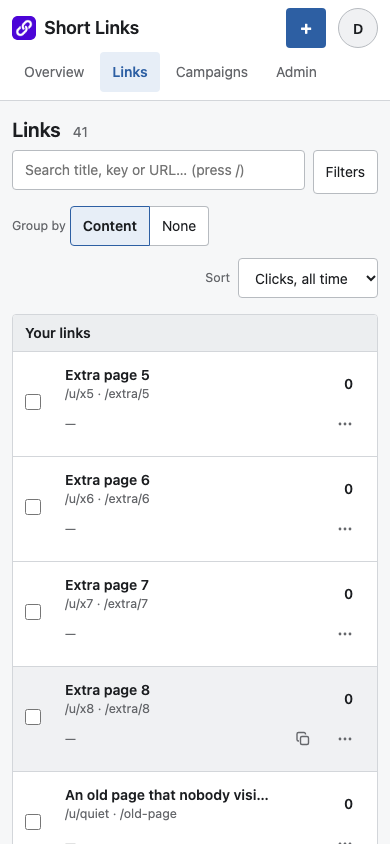 Short Links
+
D
Overview Links Campaigns Admin
Links 41
Search title, key or URL... (press /)
Filters
Group by Content None
Sort Clicks, all time
Your links
Extra page 5
0
/u/x5 · /extra/5
—
Extra page 6
0
/u/x6 · /extra/6
—
Extra page 7
0
/u/x7 · /extra/7
—
Extra page 8
0
/u/x8 · /extra/8
—
An old page that nobody visi...
0
/u/quiet · /old-page